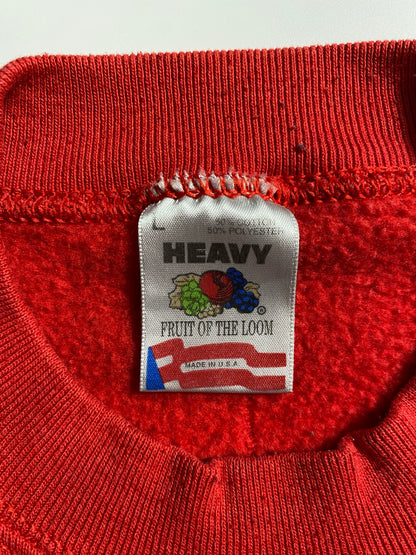 L
50% COTTON
50% POLYESTER
HEAVY
®
FRUIT OF THE LOOM
MADE IN U.S.A.